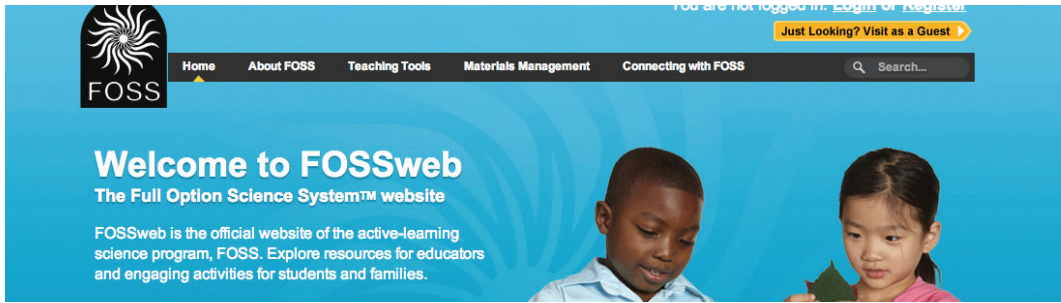 You are not logged in. Login or Register
Just Looking? Visit as a Guest
FOSS
Home About FOSS Teaching Tools Materials Management Connecting with FOSS Search...
Welcome to FOSSweb
The Full Option Science System™ website
FOSSweb is the official website of the active-learning
science program, FOSS. Explore resources for educators
and engaging activities for students and families.